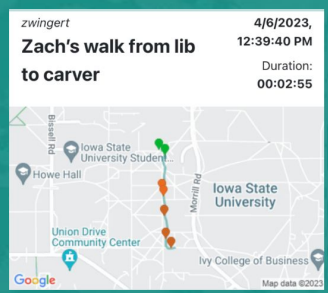 zwingert
4/6/2023,
12:39:40 PM
Zach's walk from lib
to carver
Duration:
00:02:55
Bissell Rd
Iowa State
University Student...
Howe Hall
Morrill Rd
Iowa State
University
Union Drive
Community Center
Ivy College of Business
Google
Map data ©2023